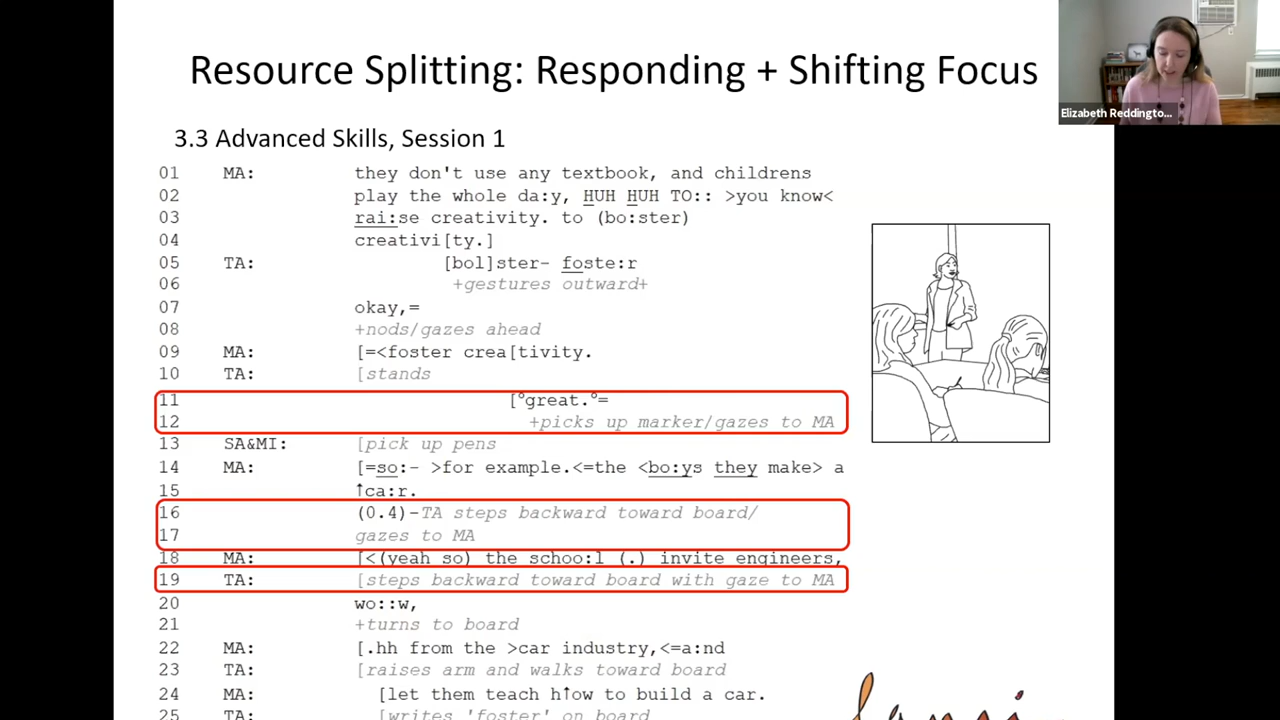 Resource Splitting: Responding + Shifting Focus
Elizabeth Reddingto...
3.3 Advanced Skills, Session 1
01 MA: they don't use any textbook, and childrens
02 play the whole da:y, HUH HUH TO:: >you know<
03 rai:se creativity. to (bo:ster)
04 creativi[ty.]
05 TA: [bol]ster- foste:r
06 +gestures outward+
07 okay,=
08 +nods/gazes ahead
09 MA: [=<foster crea[tivity.
10 TA: [stands
11 [°great.°=
12 +picks up marker/gazes to MA
13 SA&MI: [pick up pens
14 MA: [=so:- >for example.<=the <bo:ys they make> a
15 ↑ca:r.
16 (0.4)-TA steps backward toward board/
17 gazes to MA
18 MA: [<(yeah so) the schoo:l (.) invite engineers,
19 TA: [steps backward toward board with gaze to MA
20 wo::w,
21 +turns to board
22 MA: [.hh from the >car industry,<=a:nd
23 TA: [raises arm and walks toward board
24 MA: [let them teach h↑ow to build a car.
25 TA: [writes 'foster' on board